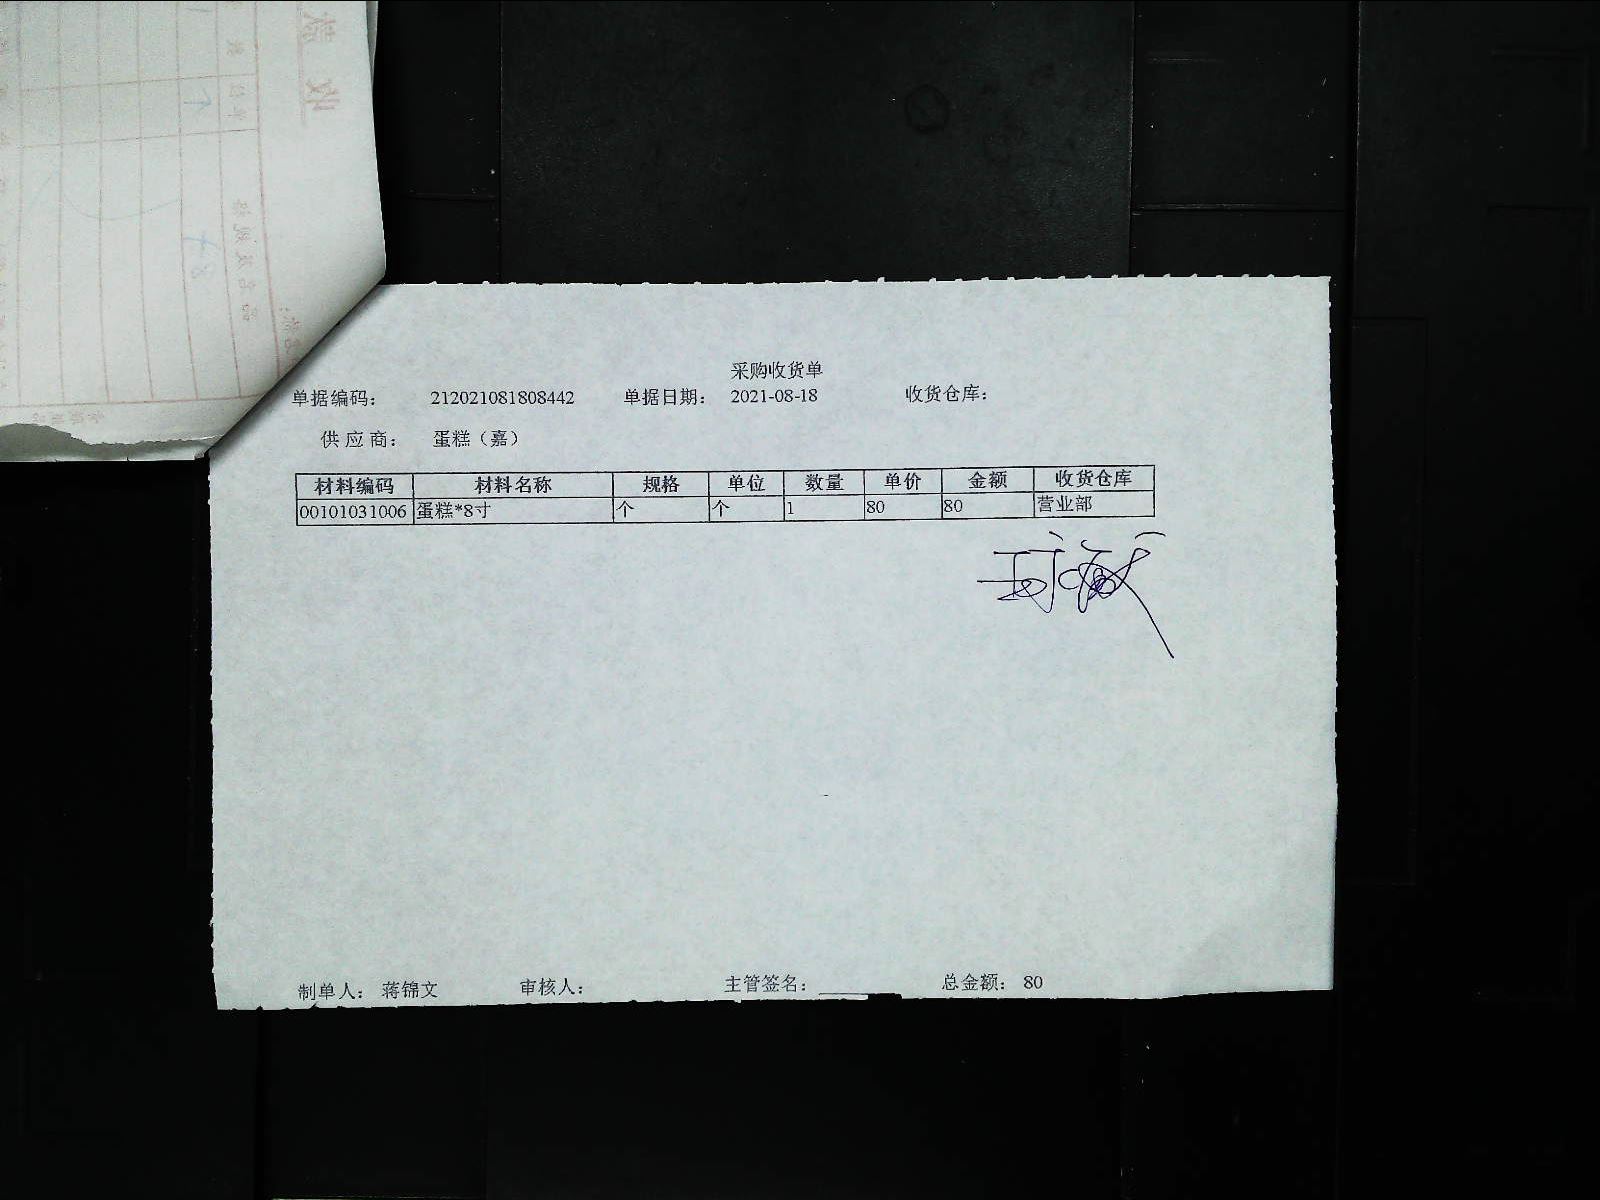 采购收货单
单据编码： 212021081808442 单据日期： 2021-08-18 收货仓库：
供应商： 蛋糕（嘉）
材料编码 材料名称 规格 单位 数量 单价 金额 收货仓库
00101031006 蛋糕*8寸 个 个 1 80 80 营业部
制单人： 蒋锦文 审核人： 主管签名： 总金额： 80